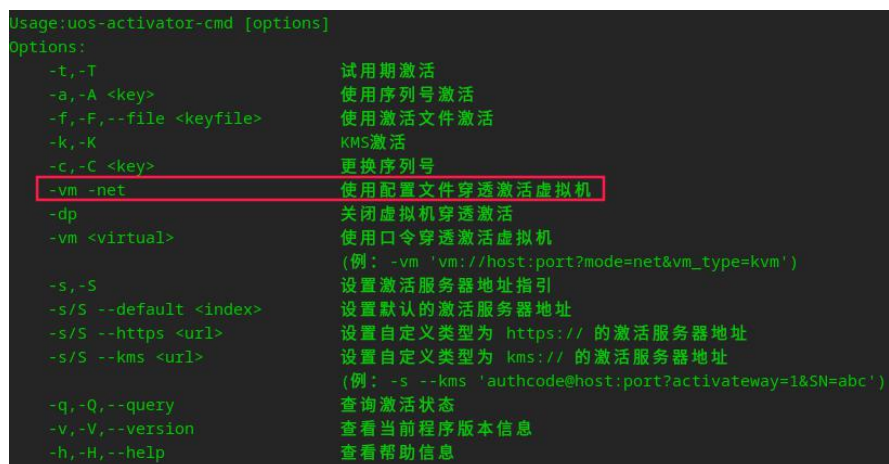 Usage:uos-activator-cmd [options]
Options:
-t,-T 试用期激活
-a,-A <key> 使用序列号激活
-f,-F,--file <keyfile> 使用激活文件激活
-k,-K KMS激活
-c,-C <key> 更换序列号
-vm -net 使用配置文件穿透激活虚拟机
-dp 关闭虚拟机穿透激活
-vm <virtual> 使用口令穿透激活虚拟机
(例: -vm 'vm://host:port?mode=net&vm_type=kvm')
-s,-S 设置激活服务器地址指引
-s/S --default <index> 设置默认的激活服务器地址
-s/S --https <url> 设置自定义类型为 https:// 的激活服务器地址
-s/S --kms <url> 设置自定义类型为 kms:// 的激活服务器地址
(例: -s --kms 'authcode@host:port?activateway=1&SN=abc')
-q,-Q,--query 查询激活状态
-v,-V,--version 查看当前程序版本信息
-h,-H,--help 查看帮助信息